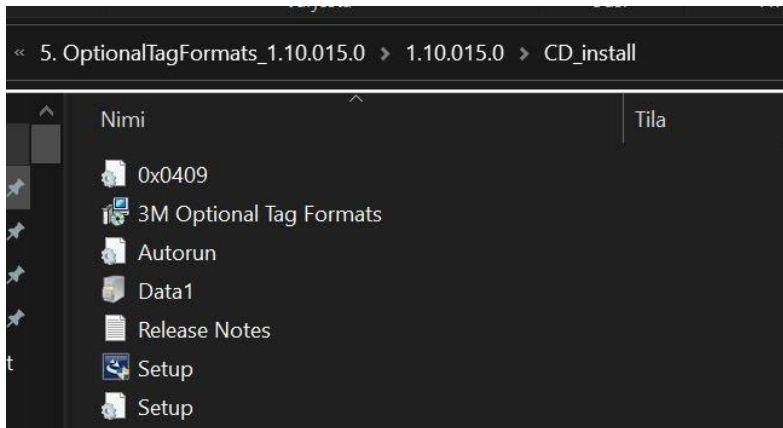 « 5. OptionalTagFormats_1.10.015.0 > 1.10.015.0 > CD_install
Nimi Tila
0x0409
3M Optional Tag Formats
Autorun
Data1
Release Notes
Setup
t
Setup